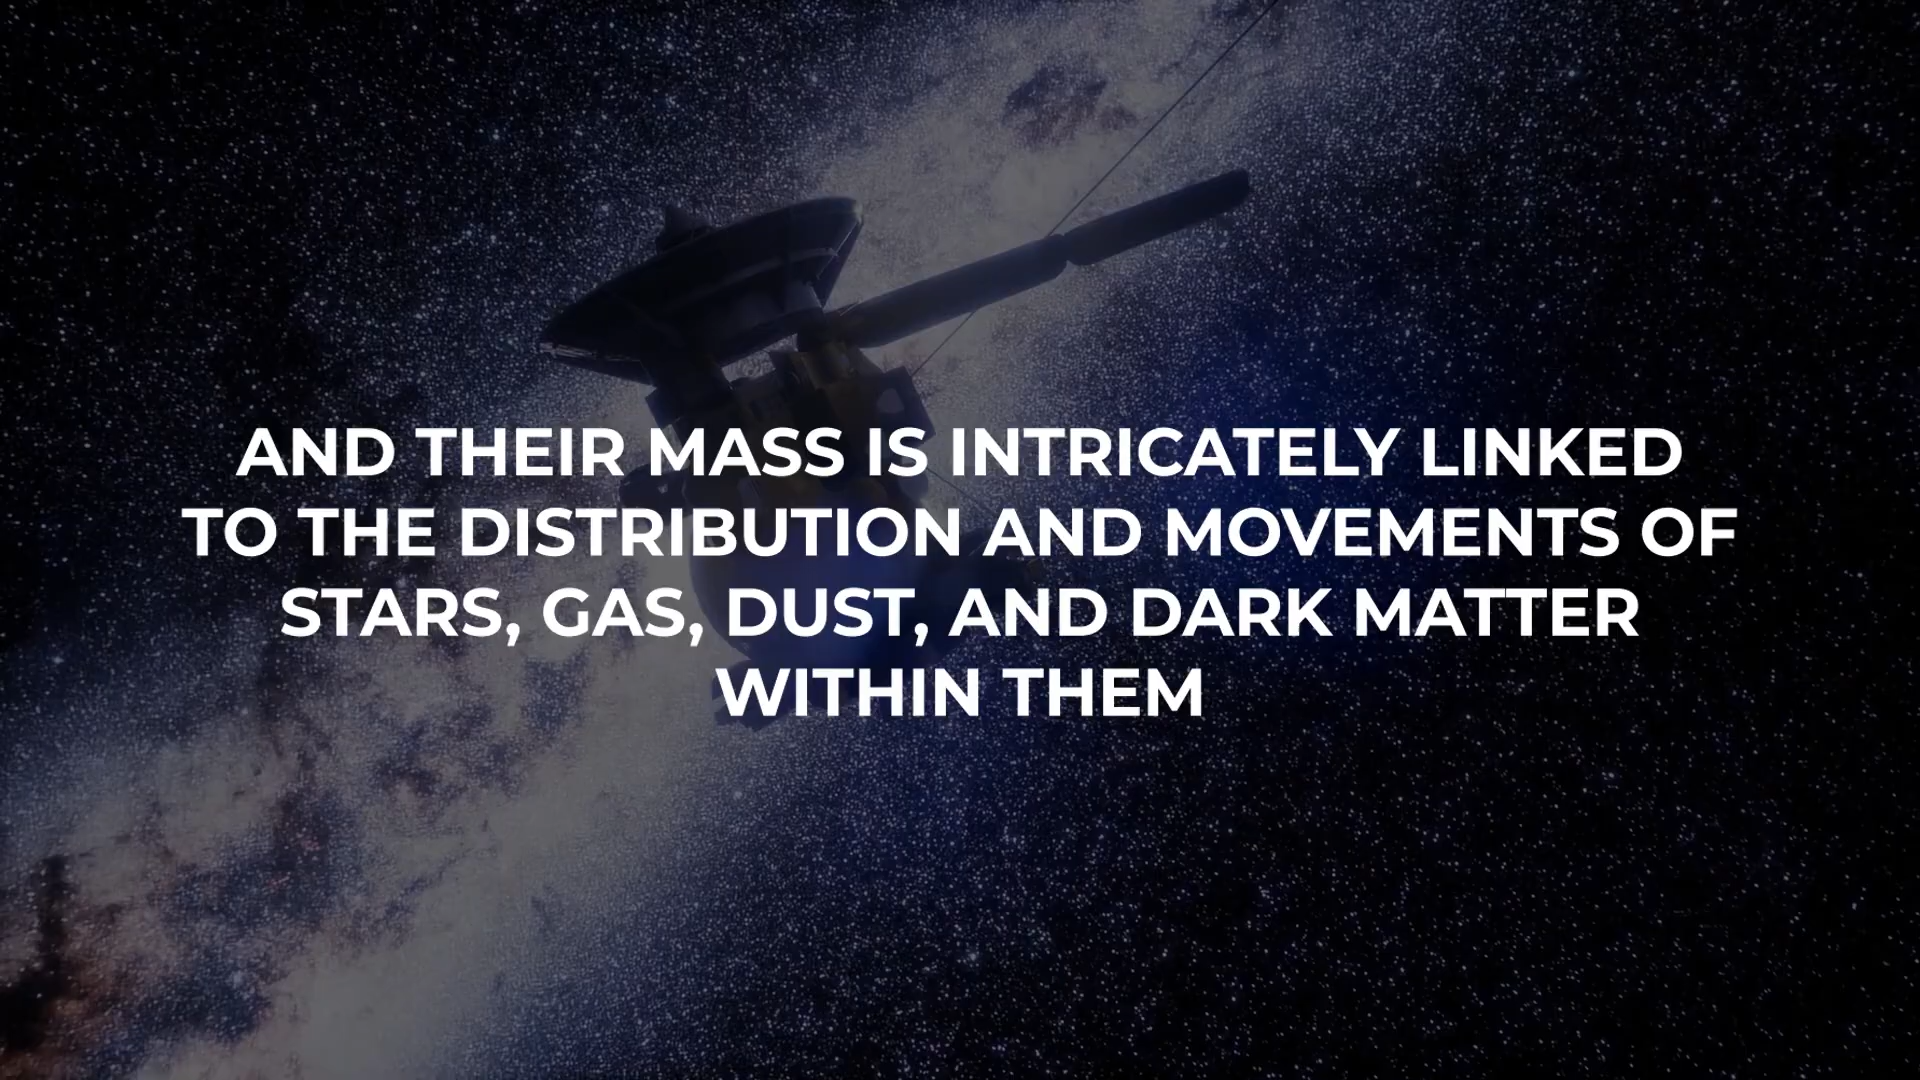 AND THEIR MASS IS INTRICATELY LINKED
TO THE DISTRIBUTION AND MOVEMENTS OF
STARS, GAS, DUST, AND DARK MATTER
WITHIN THEM